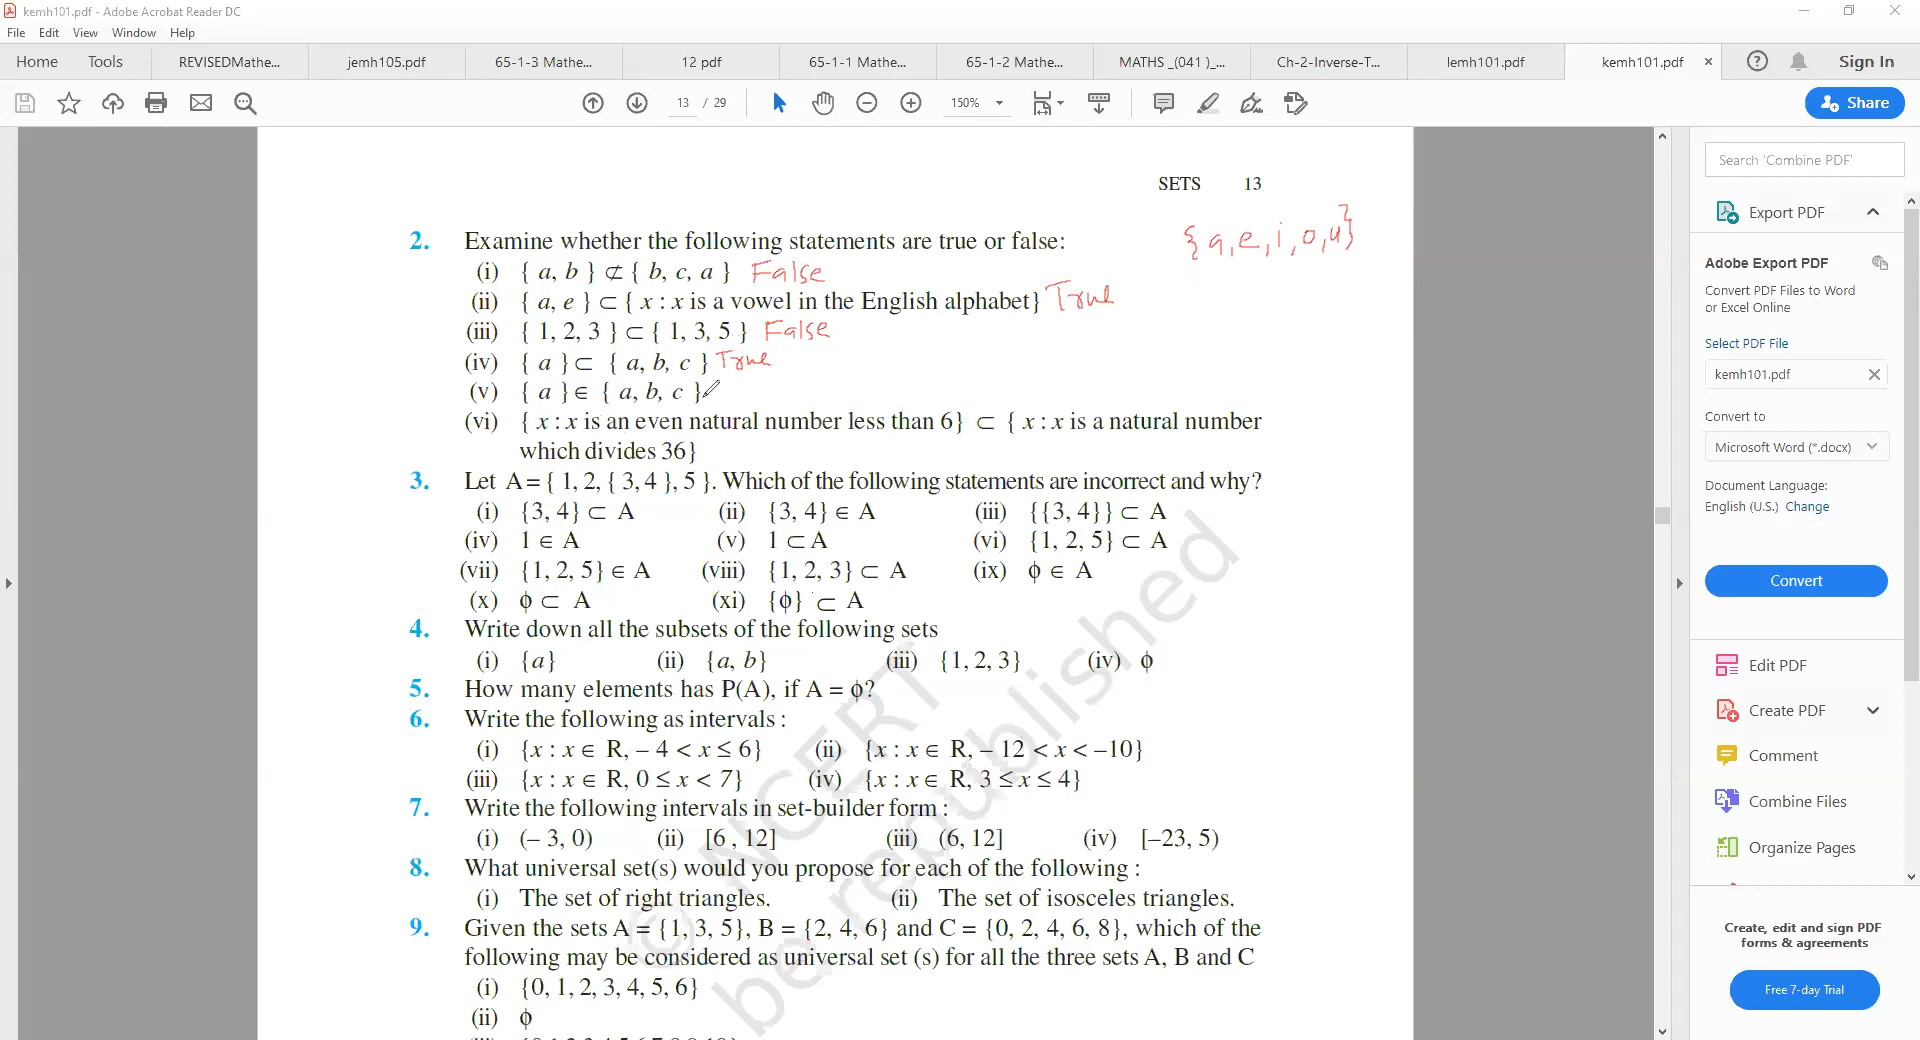 kemh101.pdf - Adobe Acrobat Reader DC
File Edit View Window Help
Home Tools REVISEDMathe... jemh105.pdf 65-1-3 Mathe... 12 pdf 65-1-1 Mathe... 65-1-2 Mathe... MATHS _(041 )_... Ch-2-Inverse-T... lemh101.pdf kemh101.pdf × Sign In
13 / 29 150% Share
SETS 13
{a, e, i, o, u}
2. Examine whether the following statements are true or false:
(i) { a, b } ⊄ { b, c, a } False
(ii) { a, e } ⊂ { x : x is a vowel in the English alphabet} True
(iii) { 1, 2, 3 } ⊂ { 1, 3, 5 } False
(iv) { a } ⊂ { a, b, c } True
(v) { a } ∈ { a, b, c }
(vi) { x : x is an even natural number less than 6} ⊂ { x : x is a natural number
which divides 36}
3. Let A = { 1, 2, { 3, 4 }, 5 }. Which of the following statements are incorrect and why?
(i) {3, 4} ⊂ A (ii) {3, 4} ∈ A (iii) {{3, 4}} ⊂ A
(iv) 1 ∈ A (v) 1 ⊂ A (vi) {1, 2, 5} ⊂ A
(vii) {1, 2, 5} ∈ A (viii) {1, 2, 3} ⊂ A (ix) ϕ ∈ A
(x) ϕ ⊂ A (xi) {ϕ} ⊂ A
4. Write down all the subsets of the following sets
(i) {a} (ii) {a, b} (iii) {1, 2, 3} (iv) ϕ
5. How many elements has P(A), if A = ϕ?
6. Write the following as intervals :
(i) {x : x ∈ R, – 4 < x ≤ 6} (ii) {x : x ∈ R, – 12 < x < –10}
(iii) {x : x ∈ R, 0 ≤ x < 7} (iv) {x : x ∈ R, 3 ≤ x ≤ 4}
7. Write the following intervals in set-builder form :
(i) (– 3, 0) (ii) [6 , 12] (iii) (6, 12] (iv) [–23, 5)
8. What universal set(s) would you propose for each of the following :
(i) The set of right triangles. (ii) The set of isosceles triangles.
9. Given the sets A = {1, 3, 5}, B = {2, 4, 6} and C = {0, 2, 4, 6, 8}, which of the
following may be considered as universal set (s) for all the three sets A, B and C
(i) {0, 1, 2, 3, 4, 5, 6}
(ii) ϕ
© NCERT
be republished
Search 'Combine PDF'
Export PDF
Adobe Export PDF
Convert PDF Files to Word
or Excel Online
Select PDF File
kemh101.pdf
Convert to
Microsoft Word (*.docx)
Document Language:
English (U.S.) Change
Convert
Edit PDF
Create PDF
Comment
Combine Files
Organize Pages
Create, edit and sign PDF
forms & agreements
Free 7-day Trial